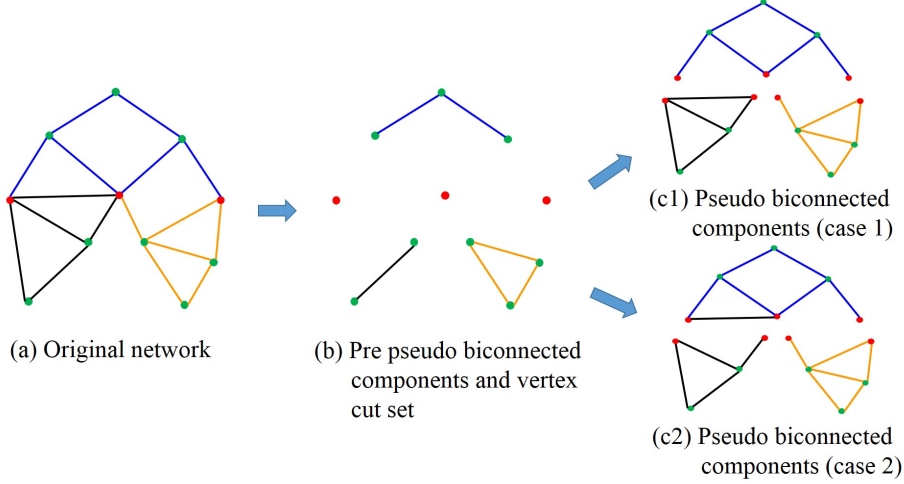 (a) Original network
(b) Pre pseudo biconnected
components and vertex
cut set
(c1) Pseudo biconnected
components (case 1)
(c2) Pseudo biconnected
components (case 2)